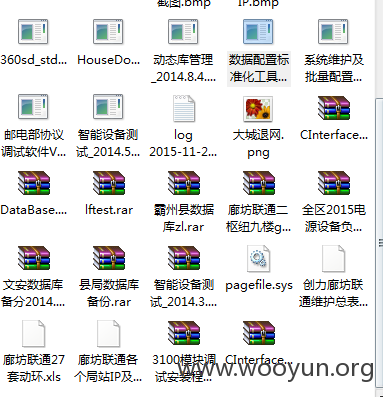 截图.bmp
IP.bmp
360sd_std...
HouseDo...
动态库管理
_2014.8.4....
数据配置标
准化工具...
系统维护及
批量配置...
邮电部协议
调试软件V...
智能设备测
试_2014.5...
log
2015-11-2...
大城退网.
png
CInterface...
DataBase....
lftest.rar
霸州县数据
库zl.rar
廊坊联通二
枢纽九楼g...
全区2015电
源设备负...
文安数据库
备分2014....
县局数据库
备份.rar
智能设备测
试_2014.3....
pagefile.sys
创力廊坊联
通维护总表...
廊坊联通27
套动环.xls
廊坊联通各
个局站IP及...
3100模块调
试安装程...
CInterface...
www.wooyun.org